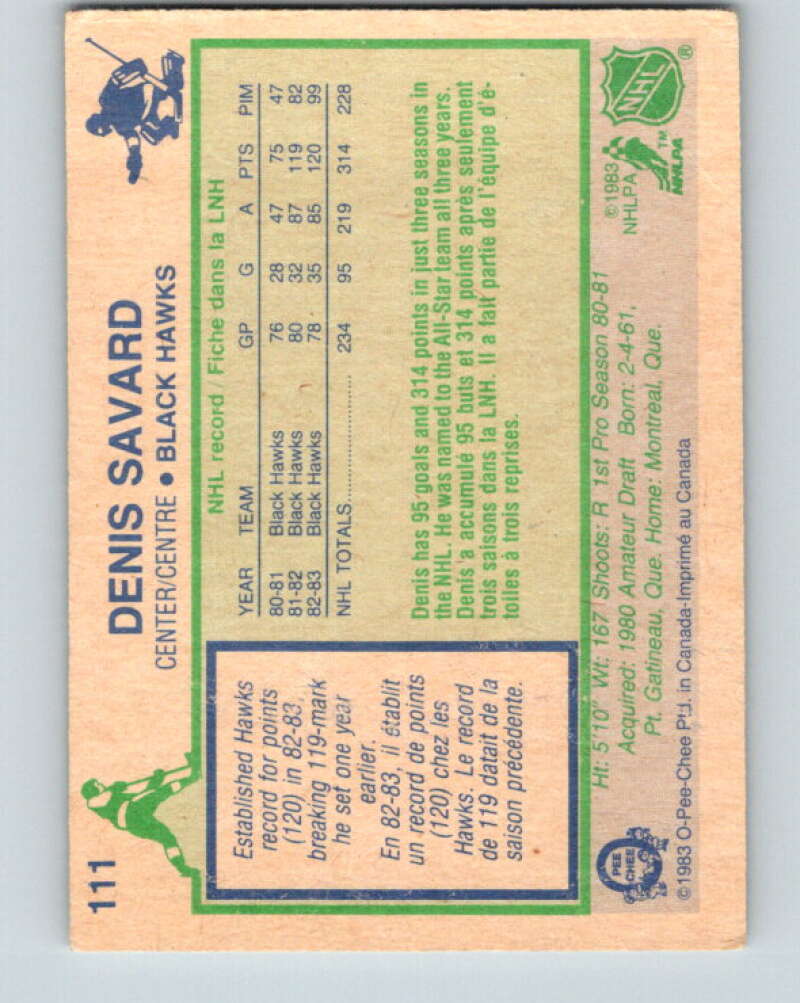 111
DENIS SAVARD
CENTER/CENTRE • BLACK HAWKS
Established Hawks
record for points
(120) in 82-83,
breaking 119-mark
he set one year
earlier.
En 82-83, il établit
un record de points
(120) chez les
Hawks. Le record
de 119 datait de la
saison précédente.
NHL record Fiche dans la LNH
YEAR TEAM GP G A PTS PIM
80-81 Black Hawks 76 28 47 75 47
81-82 Black Hawks 80 32 87 119 82
82-83 Black Hawks 78 35 85 120 99
NHL TOTALS 234 95 219 314 228
Denis has 95 goals and 314 points in just three seasons in
the NHL. He was named to the All-Star team all three years.
Denis a accumulé 95 buts et 314 points après seulement
trois saisons dans la LNH. Il a fait partie de l'équipe d'é-
toiles à trois reprises.
Ht: 5'10" Wt: 167 Shoots: R 1st Pro Season 80-81
Acquired: 1980 Amateur Draft Born: 2-4-61,
Pt. Gatineau, Que. Home: Montréal, Que.
©1983 O-Pee-Chee Ptd. in Canada-Imprimé au Canada
O
PEE
CHEE
©1983
NHLPA
NHL ®
TM
NHLPA